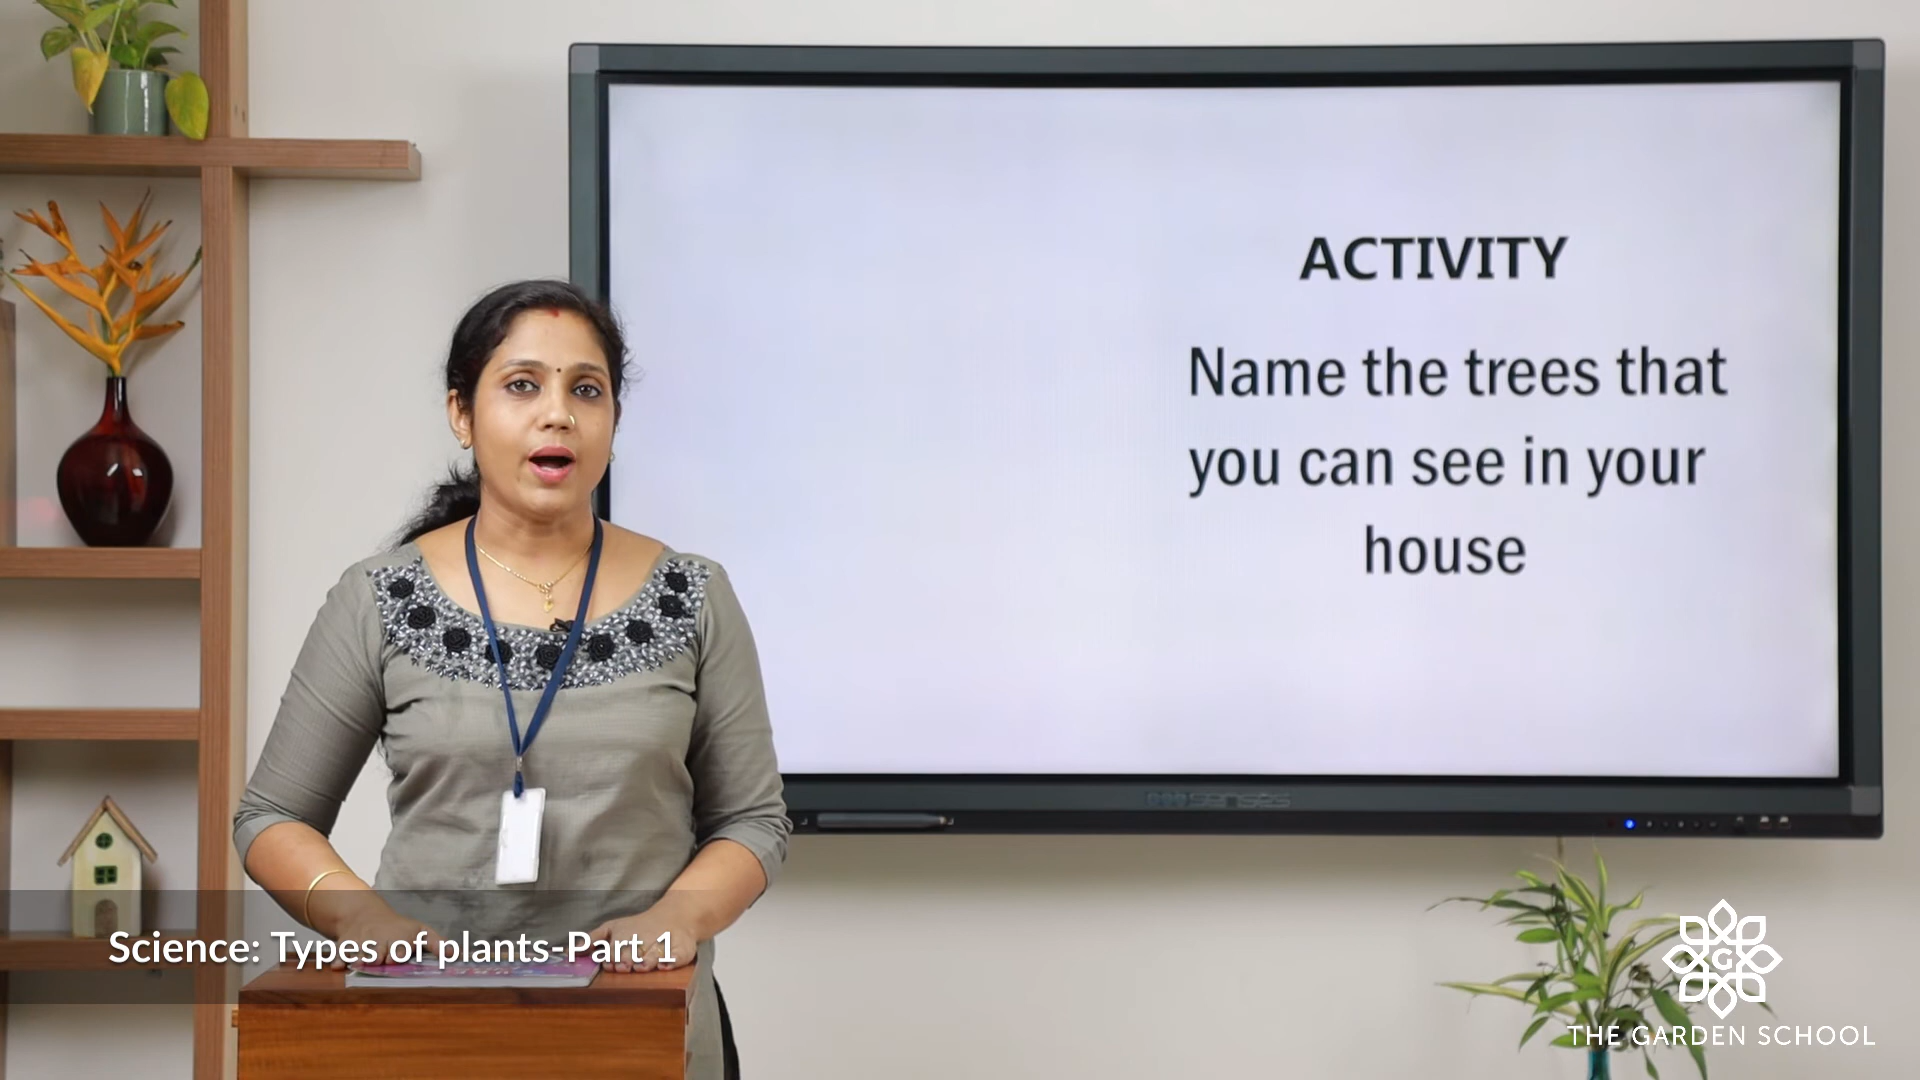 ACTIVITY
Name the trees that
you can see in your
house
senses
Science: Types of plants-Part 1
G
THE GARDEN SCHOOL